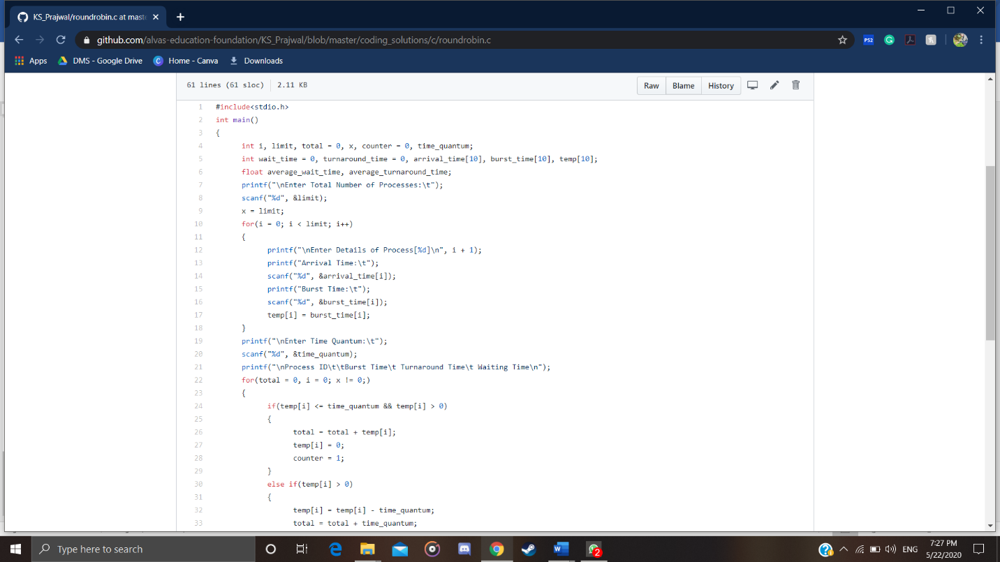 KS_Prajwal/roundrobin.c at mast
github.com/alvas-education-foundation/KS_Prajwal/blob/master/coding_solutions/c/roundrobin.c
PS2
Apps DMS - Google Drive Home - Canva Downloads
61 lines (61 sloc) 2.11 KB Raw Blame History
1 #include<stdio.h>
2 int main()
3 {
4 int i, limit, total = 0, x, counter = 0, time_quantum;
5 int wait_time = 0, turnaround_time = 0, arrival_time[10], burst_time[10], temp[10];
6 float average_wait_time, average_turnaround_time;
7 printf("\nEnter Total Number of Processes:\t");
8 scanf("%d", &limit);
9 x = limit;
10 for(i = 0; i < limit; i++)
11 {
12 printf("\nEnter Details of Process[%d]\n", i + 1);
13 printf("Arrival Time:\t");
14 scanf("%d", &arrival_time[i]);
15 printf("Burst Time:\t");
16 scanf("%d", &burst_time[i]);
17 temp[i] = burst_time[i];
18 }
19 printf("\nEnter Time Quantum:\t");
20 scanf("%d", &time_quantum);
21 printf("\nProcess ID\t\tBurst Time\t Turnaround Time\t Waiting Time\n");
22 for(total = 0, i = 0; x != 0;)
23 {
24 if(temp[i] <= time_quantum && temp[i] > 0)
25 {
26 total = total + temp[i];
27 temp[i] = 0;
28 counter = 1;
29 }
30 else if(temp[i] > 0)
31 {
32 temp[i] = temp[i] - time_quantum;
33 total = total + time_quantum;
Type here to search
2
ENG
7:27 PM
5/22/2020